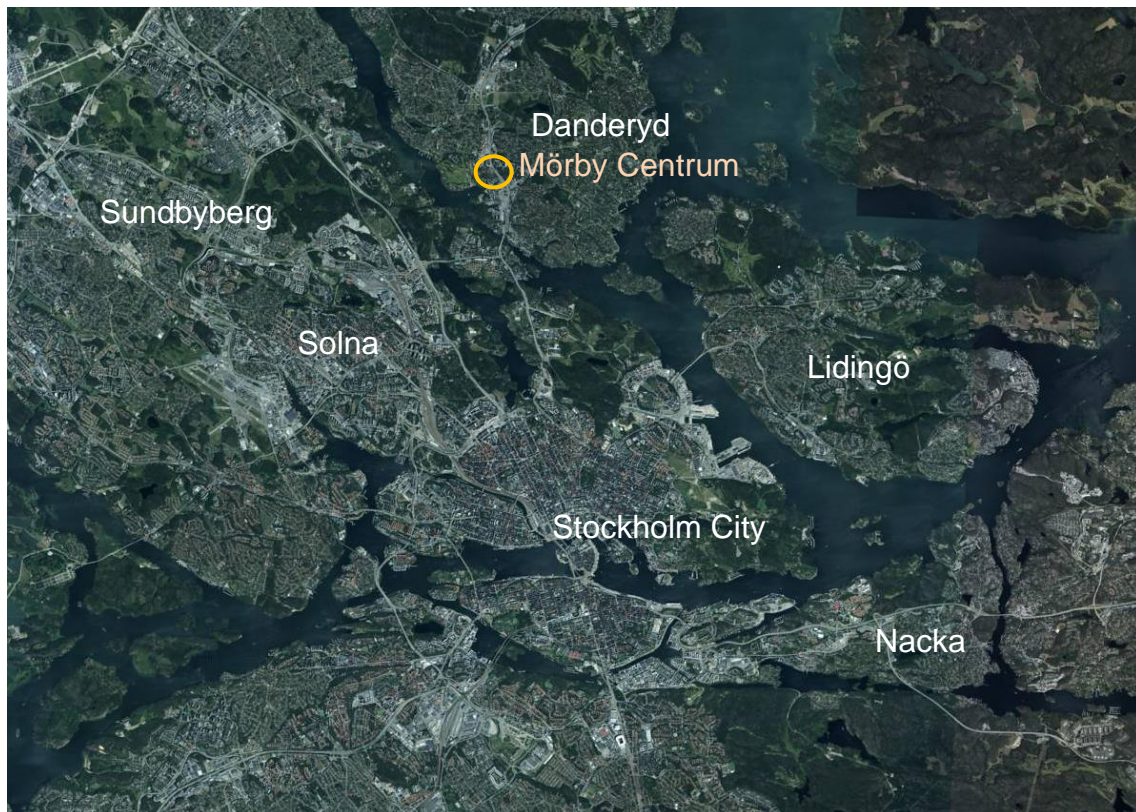 Danderyd
Mörby Centrum
Sundbyberg
Solna
Lidingö
Stockholm City
Nacka